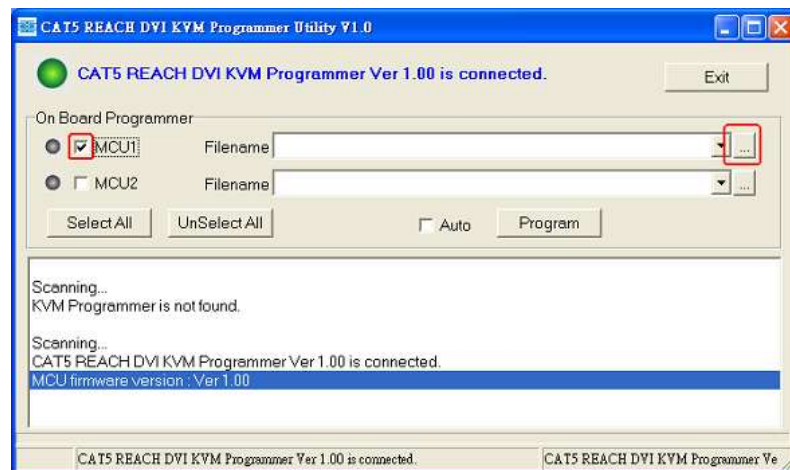 CAT5 REACH DVI KVM Programmer Utility V1.0
CAT5 REACH DVI KVM Programmer Ver 1.00 is connected.
Exit
On Board Programmer
MCU1 Filename ...
MCU2 Filename ...
Select All UnSelect All Auto Program
Scanning...
KVM Programmer is not found.
Scanning...
CAT5 REACH DVI KVM Programmer Ver 1.00 is connected.
MCU firmware version : Ver 1.00
CAT5 REACH DVI KVM Programmer Ver 1.00 is connected. CAT5 REACH DVI KVM Programmer Ve